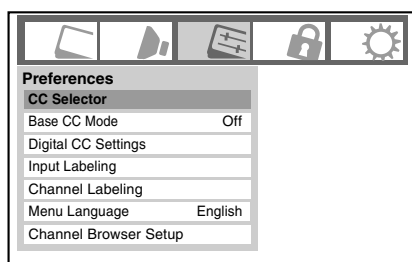 Preferences
CC Selector
Base CC Mode Off
Digital CC Settings
Input Labeling
Channel Labeling
Menu Language English
Channel Browser Setup